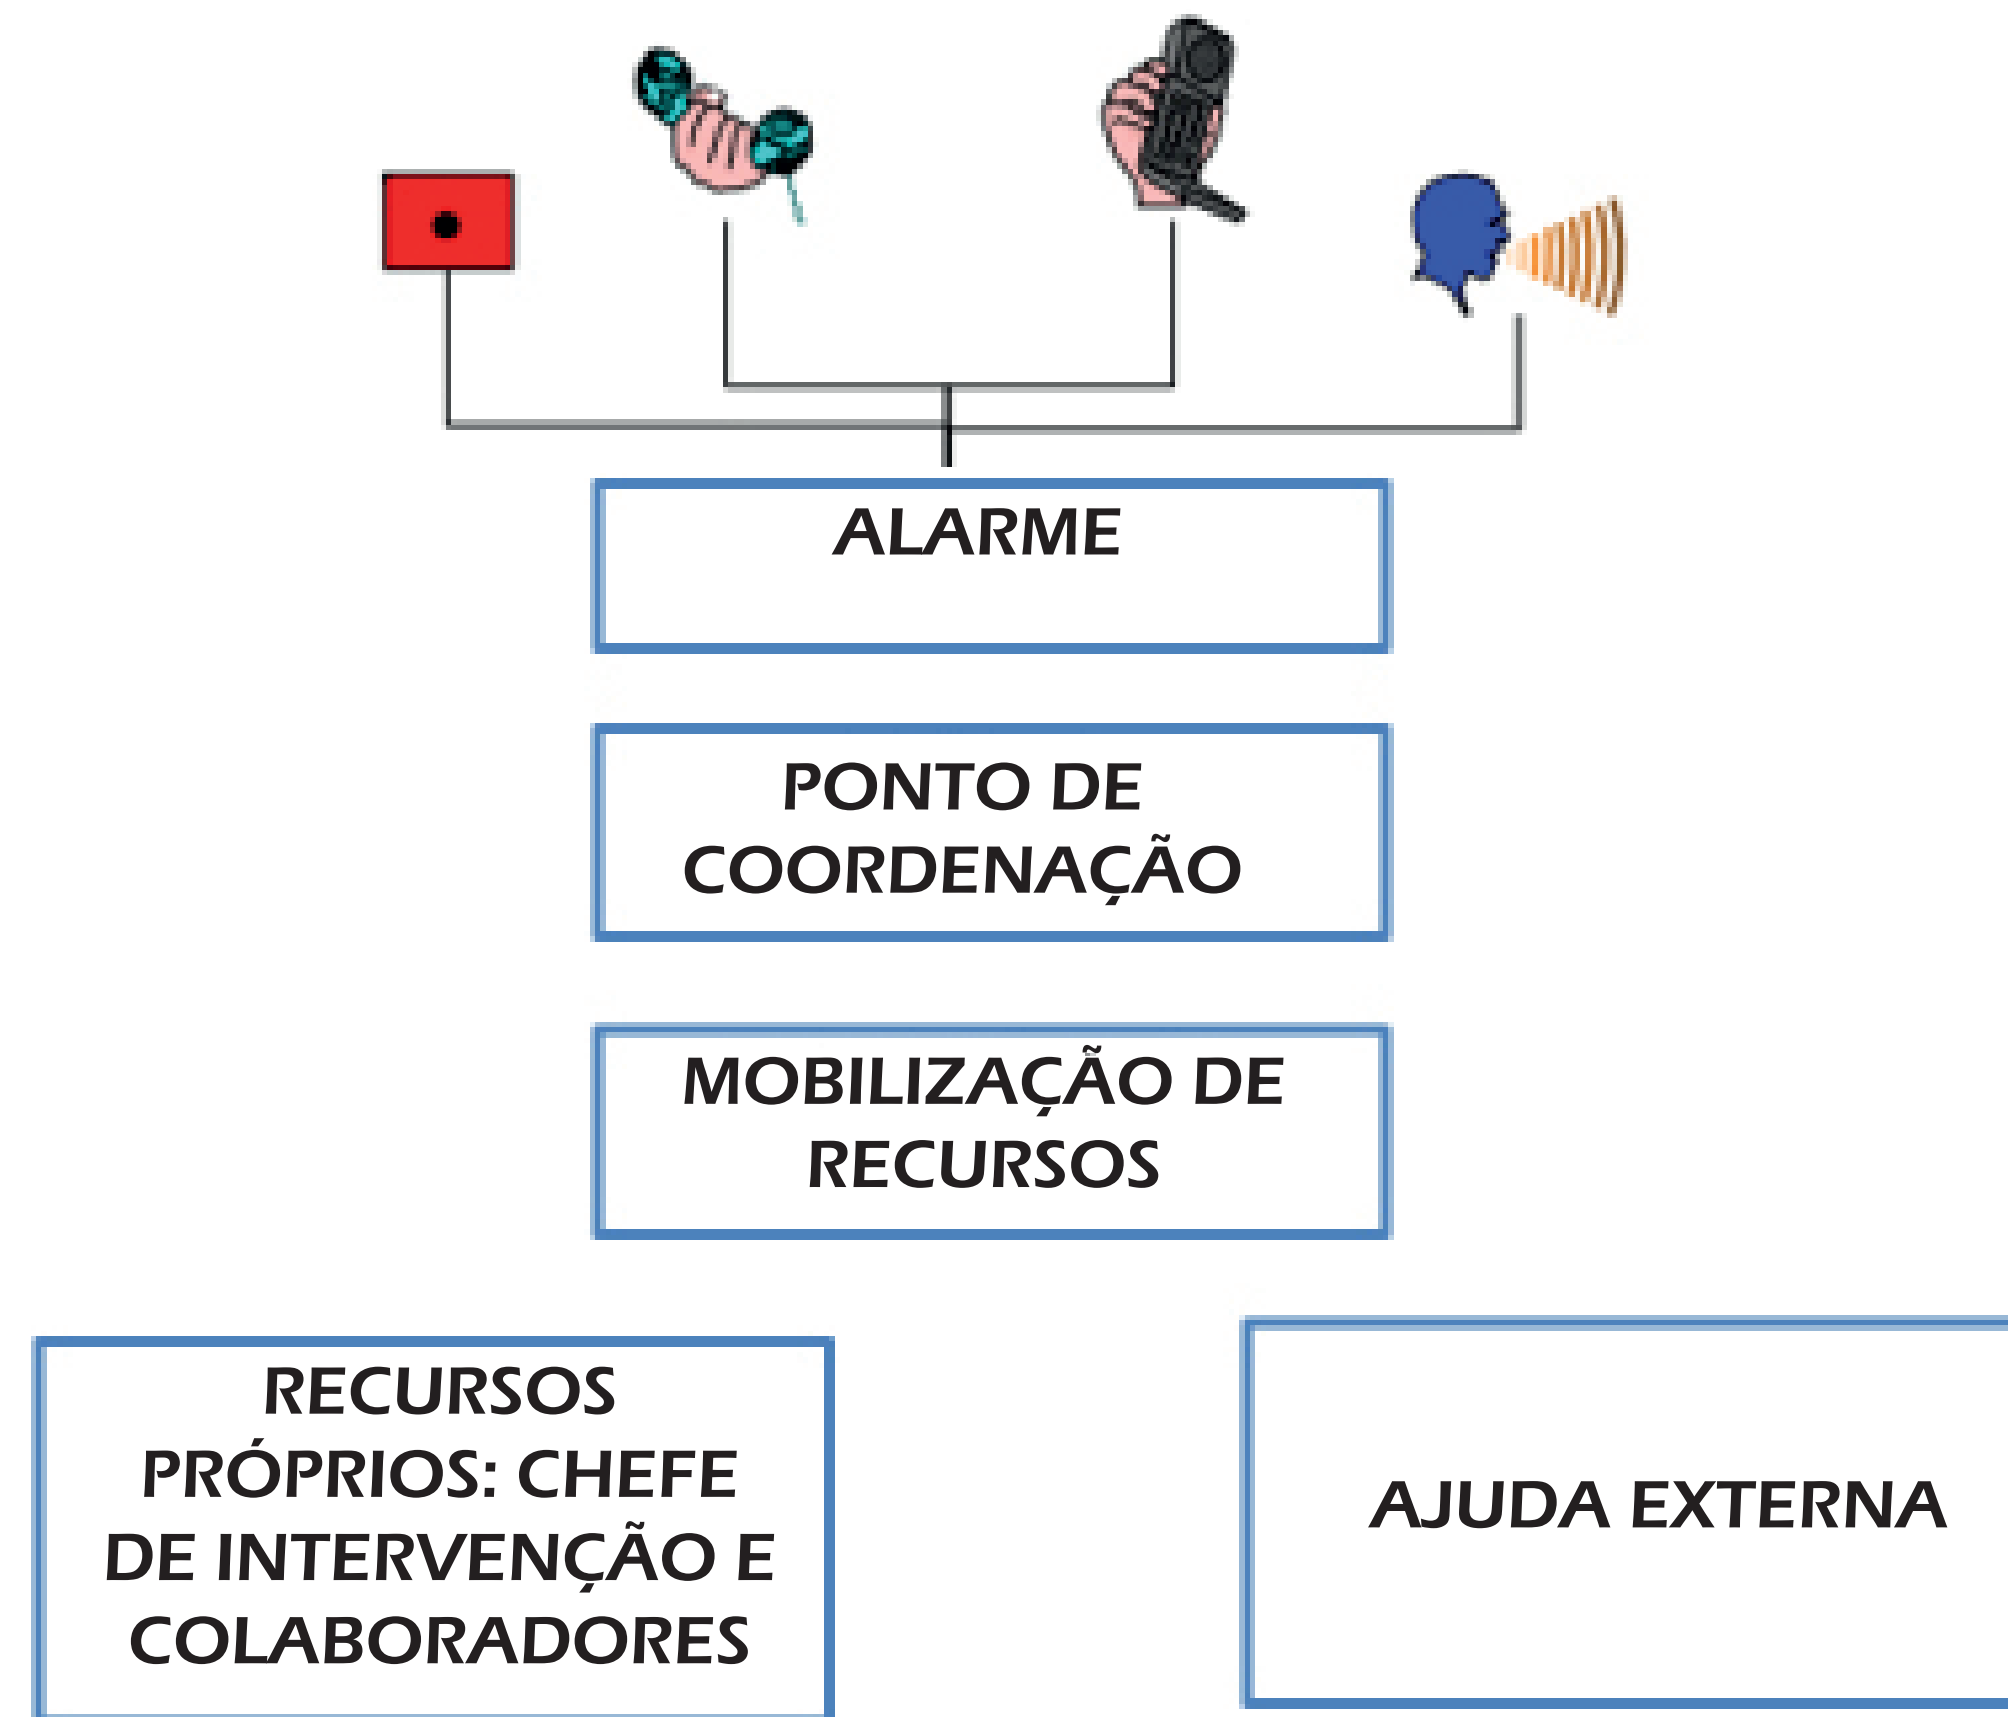 ALARME
PONTO DE
COORDENAÇÃO
MOBILIZAÇÃO DE
RECURSOS
RECURSOS
PRÓPRIOS: CHEFE
DE INTERVENÇÃO E
COLABORADORES
AJUDA EXTERNA